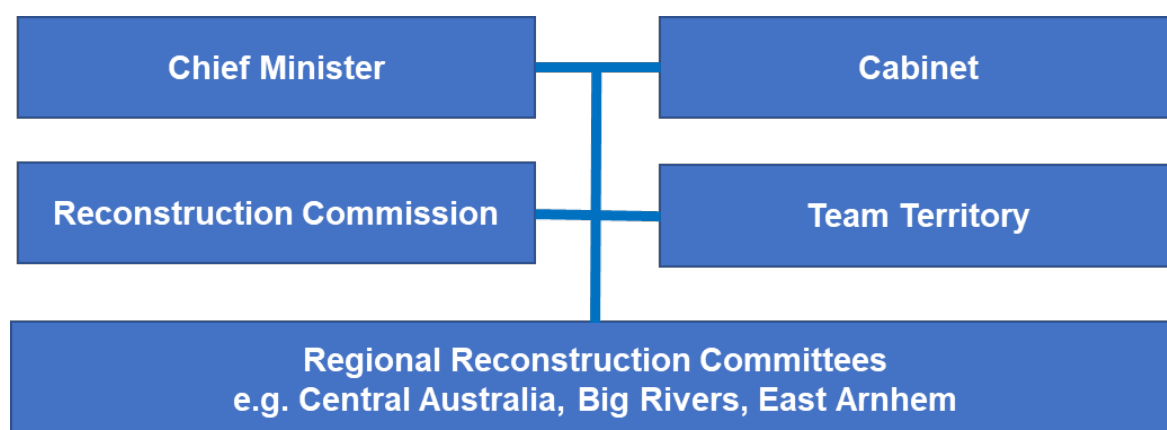 Chief Minister
Cabinet
Reconstruction Commission
Team Territory
Regional Reconstruction Committees
e.g. Central Australia, Big Rivers, East Arnhem